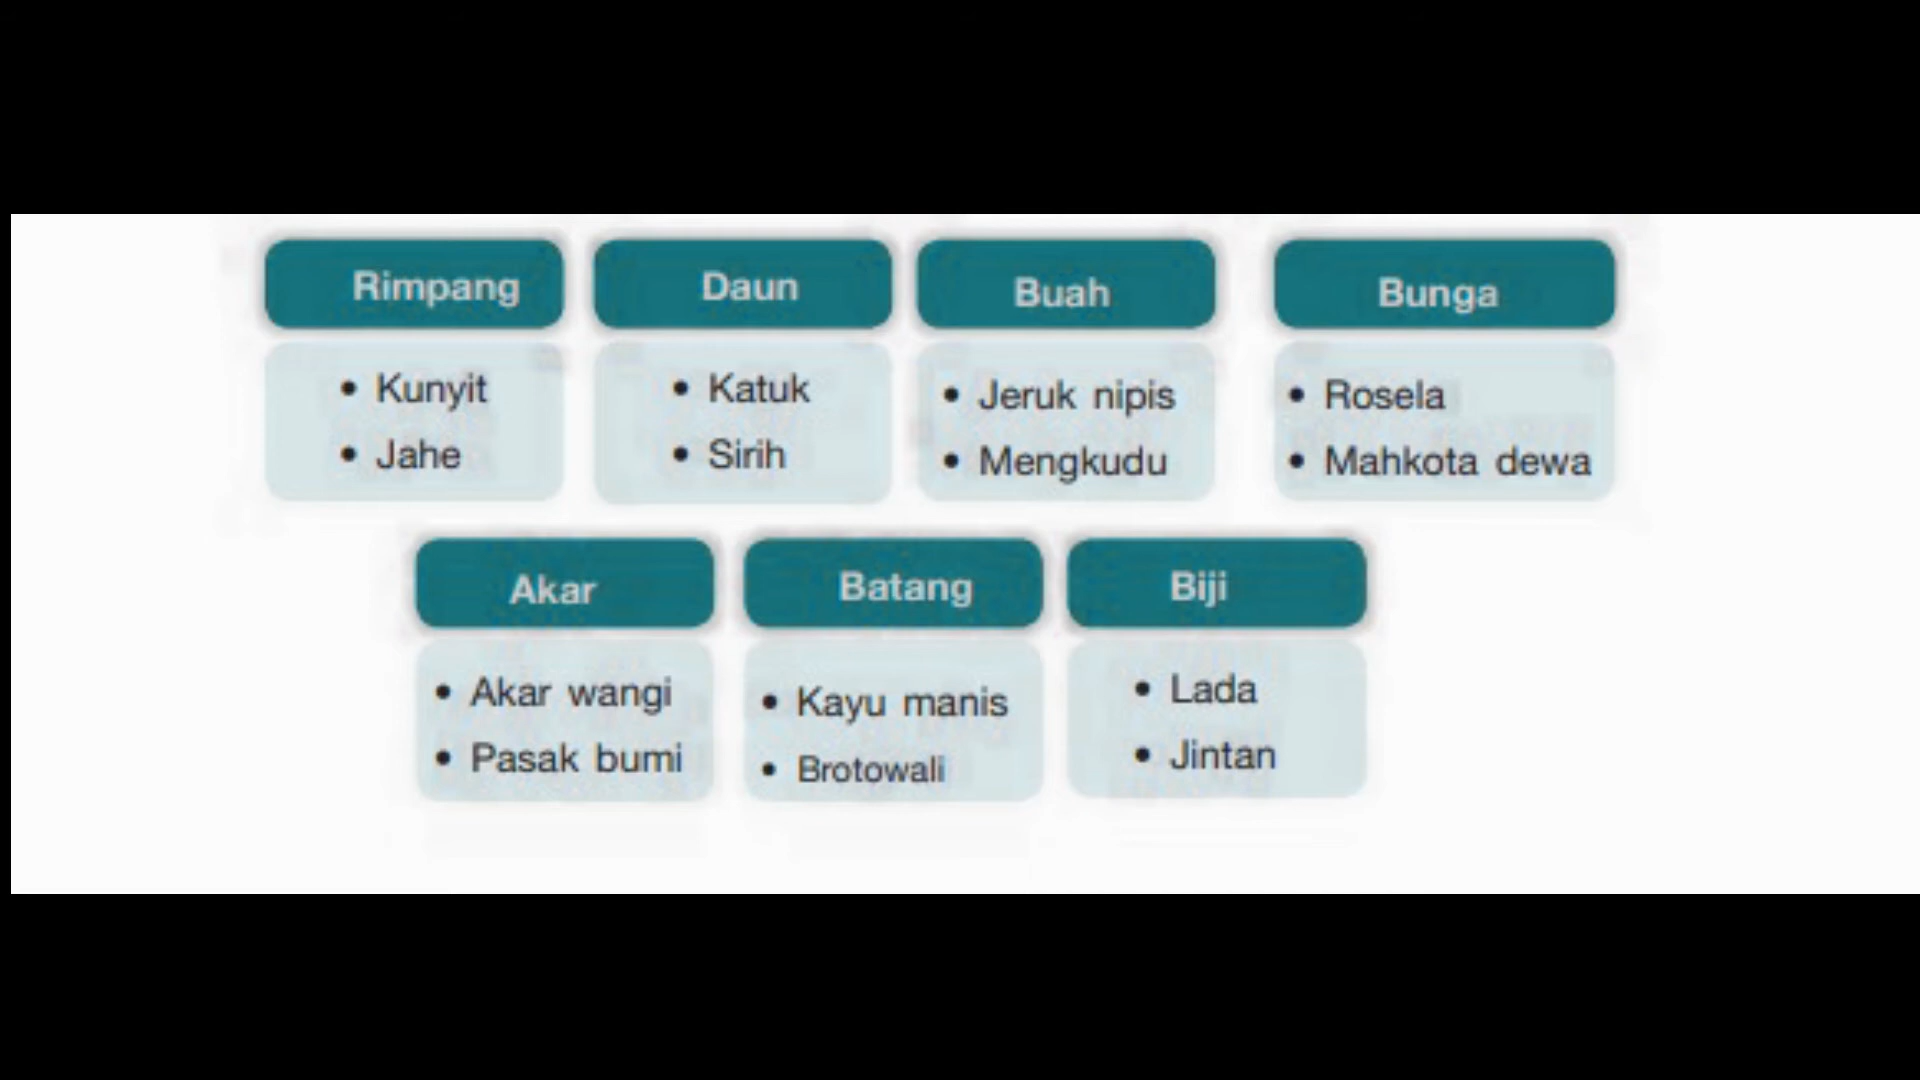 Rimpang
Kunyit
Jahe
Daun
Katuk
Sirih
Buah
Jeruk nipis
Mengkudu
Bunga
Rosela
Mahkota dewa
Akar
Akar wangi
Pasak bumi
Batang
Kayu manis
Brotowali
Biji
Lada
Jintan